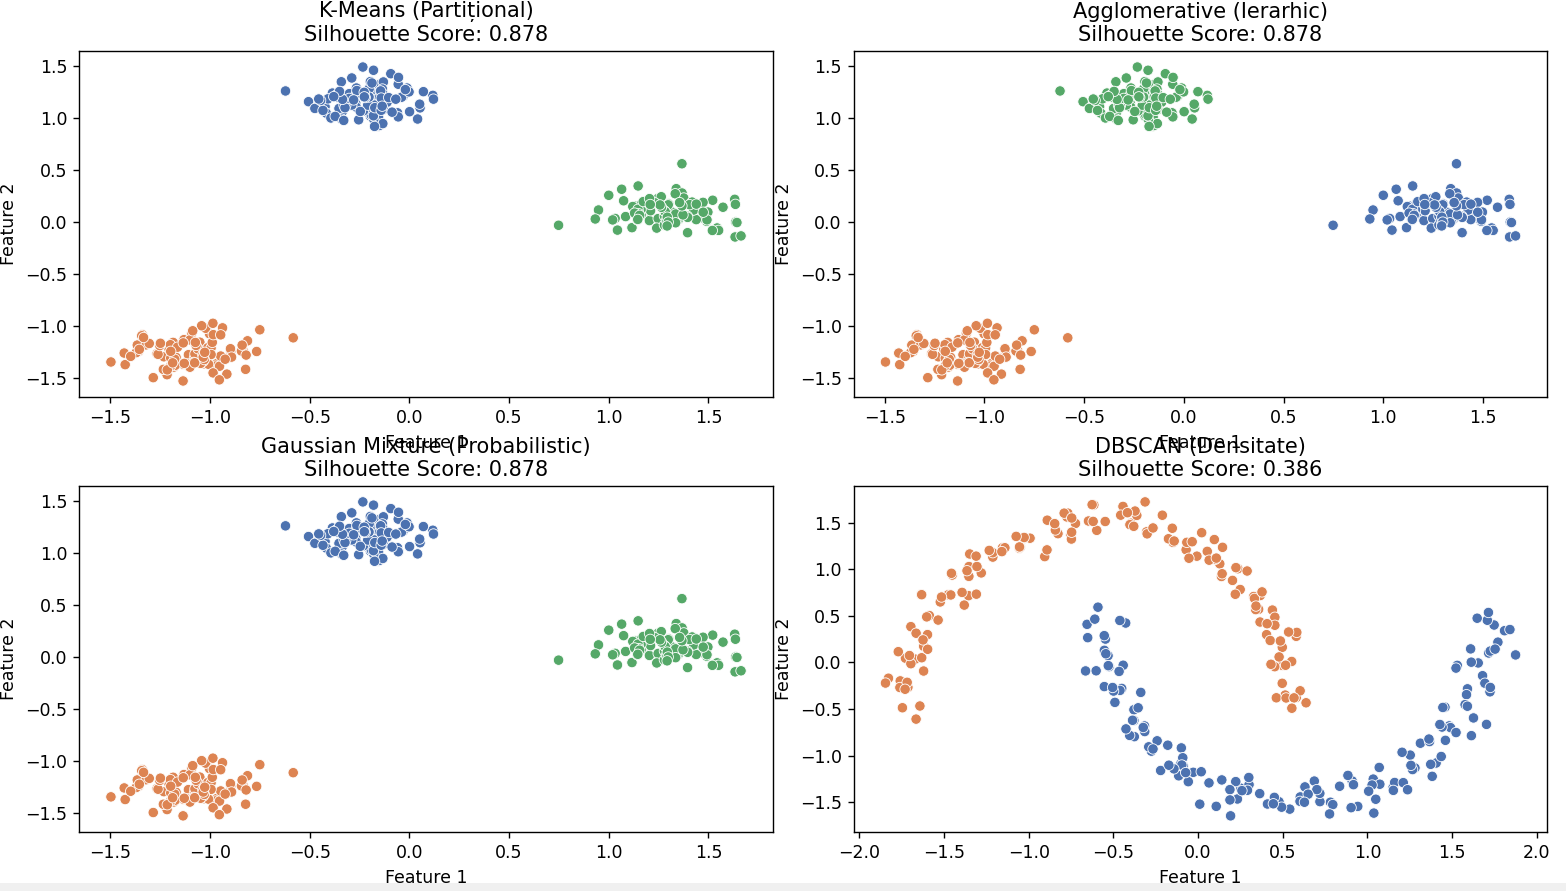 K-Means (Partițional)
Silhouette Score: 0.878
Agglomerative (Ierarhic)
Silhouette Score: 0.878
1.5
1.0
0.5
0.0
−0.5
−1.0
−1.5
Feature 2
−1.5 −1.0 −0.5 0.0 0.5 1.0 1.5
Feature 1
1.5
1.0
0.5
0.0
−0.5
−1.0
−1.5
Feature 2
−1.5 −1.0 −0.5 0.0 0.5 1.0 1.5
Feature 1
Gaussian Mixture (Probabilistic)
Silhouette Score: 0.878
DBSCAN (Densitate)
Silhouette Score: 0.386
1.5
1.0
0.5
0.0
−0.5
−1.0
−1.5
Feature 2
−1.5 −1.0 −0.5 0.0 0.5 1.0 1.5
Feature 1
1.5
1.0
0.5
0.0
−0.5
−1.0
−1.5
Feature 2
−2.0 −1.5 −1.0 −0.5 0.0 0.5 1.0 1.5 2.0
Feature 1